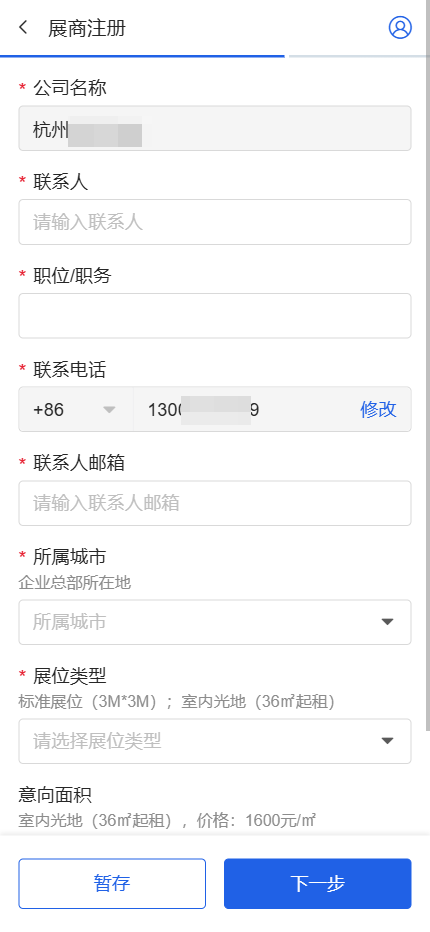 展商注册
* 公司名称
杭州
* 联系人
请输入联系人
* 职位/职务
* 联系电话
+86 130 9 修改
* 联系人邮箱
请输入联系人邮箱
* 所属城市
企业总部所在地
所属城市
* 展位类型
标准展位（3M*3M）；室内光地（36㎡起租）
请选择展位类型
意向面积
室内光地（36㎡起租），价格：1600元/㎡
暂存 下一步